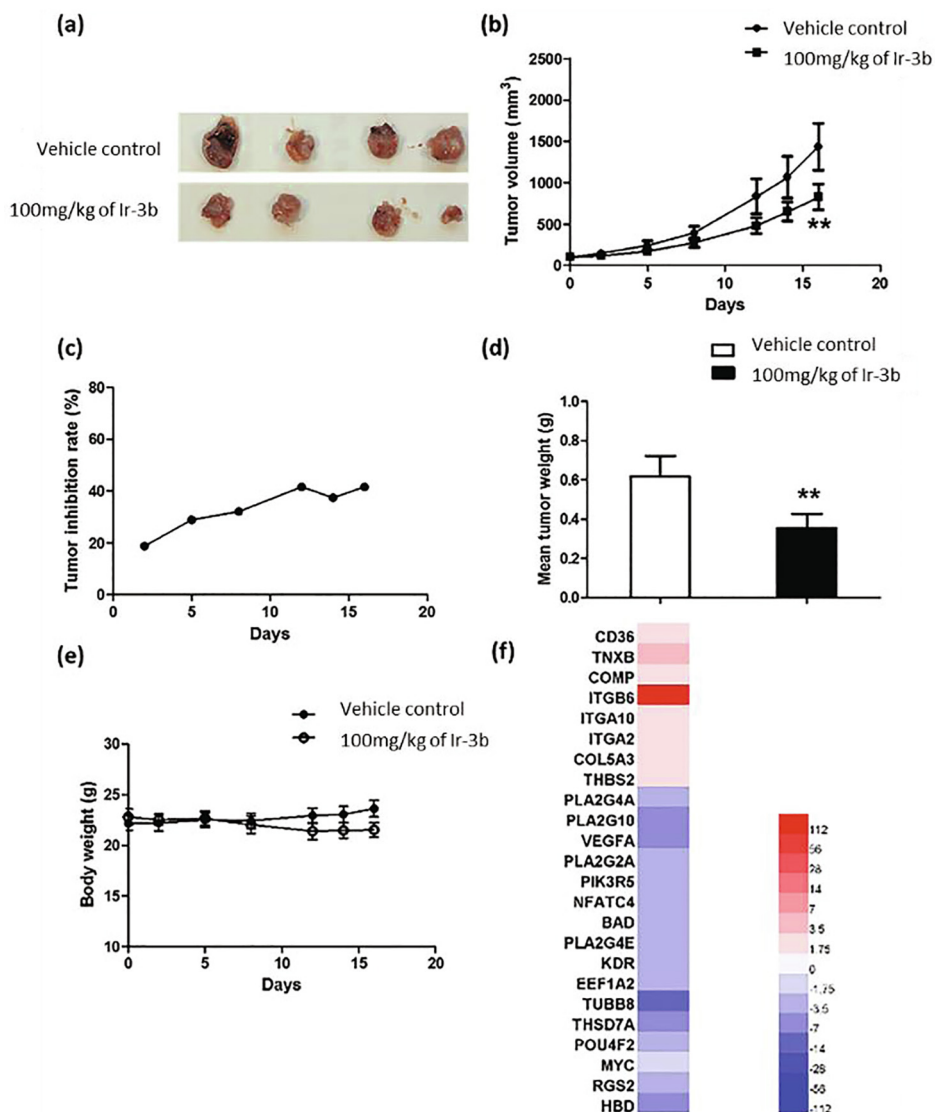 (a)
Vehicle control
100mg/kg of Ir-3b
(b)
Vehicle control
100mg/kg of Ir-3b
Tumor volume (mm³)
2500
2000
1500
1000
500
0
**
0 5 10 15 20
Days
(c)
Tumor inhibition rate (%)
80
60
40
20
0
0 5 10 15 20
Days
(d)
Vehicle control
100mg/kg of Ir-3b
Mean tumor weight (g)
1.0
0.8
0.6
0.4
0.2
0.0
**
(e)
Vehicle control
100mg/kg of Ir-3b
Body weight (g)
30
25
20
15
10
0 5 10 15 20
Days
(f)
CD36
TNXB
COMP
ITGB6
ITGA10
ITGA2
COL5A3
THBS2
PLA2G4A
PLA2G10
VEGFA
PLA2G2A
PIK3R5
NFATC4
BAD
PLA2G4E
KDR
EEF1A2
TUBB8
THSD7A
POU4F2
MYC
RGS2
HBD
112
56
28
14
7
3.5
1.75
0
-1.75
-3.5
-7
-14
-28
-56
-112